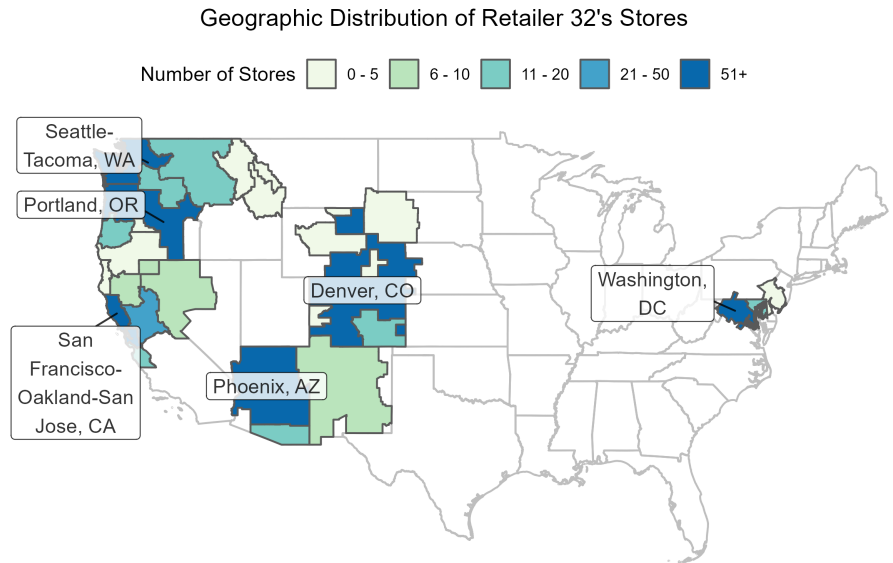 Geographic Distribution of Retailer 32's Stores
Number of Stores 0 - 5 6 - 10 11 - 20 21 - 50 51+
Seattle-
Tacoma, WA
Portland, OR
San
Francisco-
Oakland-San
Jose, CA
Phoenix, AZ
Denver, CO
Washington,
DC